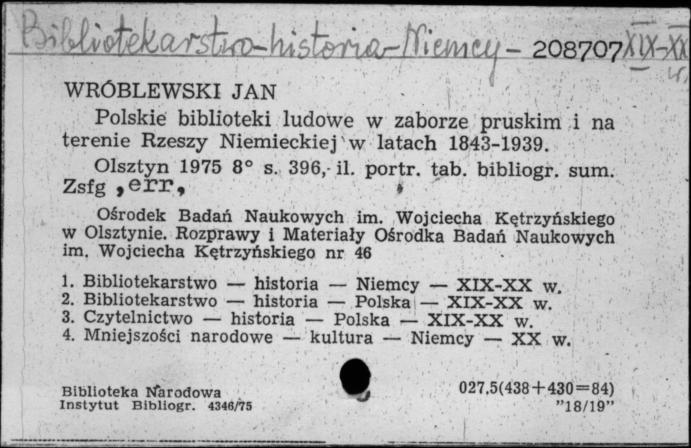 Bibliotekarstwo-historia-Niemcy - 208707 XIX-XX
w.
WRÓBLEWSKI JAN
Polskie biblioteki ludowe w zaborze pruskim i na
terenie Rzeszy Niemieckiej w latach 1843-1939.
Olsztyn 1975 8° s. 396, il. portr. tab. bibliogr. sum.
Zsfg , err,
Ośrodek Badań Naukowych im. Wojciecha Kętrzyńskiego
w Olsztynie. Rozprawy i Materiały Ośrodka Badań Naukowych
im. Wojciecha Kętrzyńskiego nr 46
1. Bibliotekarstwo — historia — Niemcy — XIX-XX w.
2. Bibliotekarstwo — historia — Polska — XIX-XX w.
3. Czytelnictwo — historia — Polska — XIX-XX w.
4. Mniejszości narodowe — kultura — Niemcy — XX w.
Biblioteka Narodowa 027.5(438+430=84)
Instytut Bibliogr. 4346/75 "18/19"